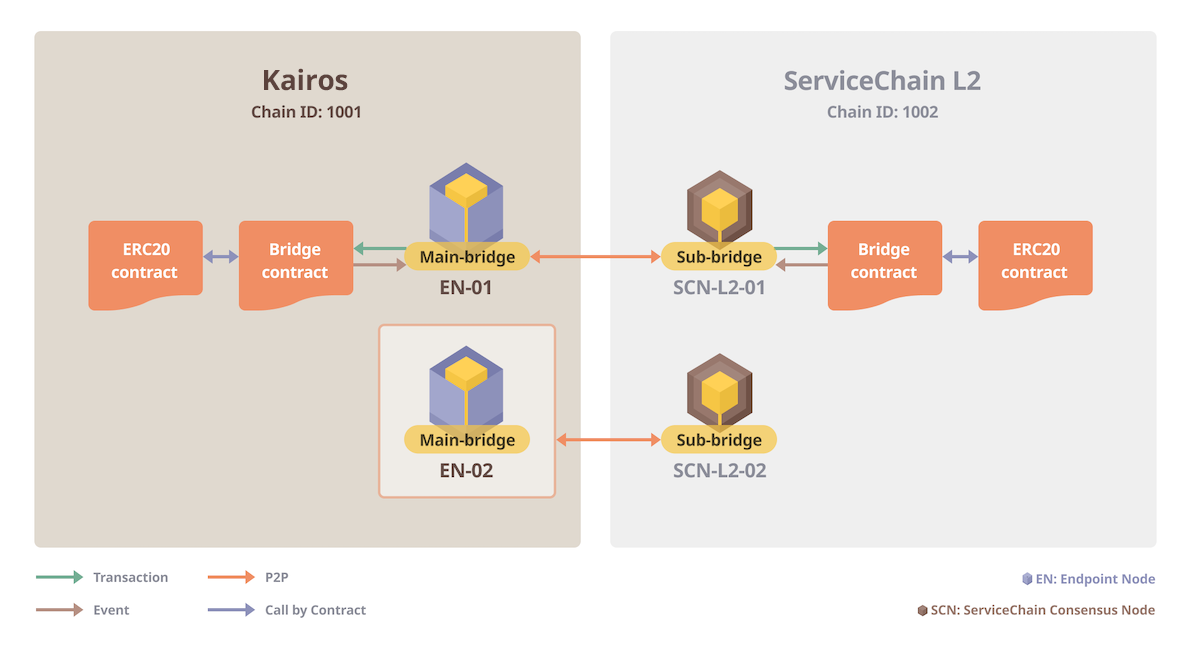 Kairos
Chain ID: 1001
ServiceChain L2
Chain ID: 1002
ERC20
contract
Bridge
contract
Main-bridge
EN-01
Sub-bridge
SCN-L2-01
Bridge
contract
ERC20
contract
Main-bridge
EN-02
Sub-bridge
SCN-L2-02
Transaction
P2P
Event
Call by Contract
EN: Endpoint Node
SCN: ServiceChain Consensus Node